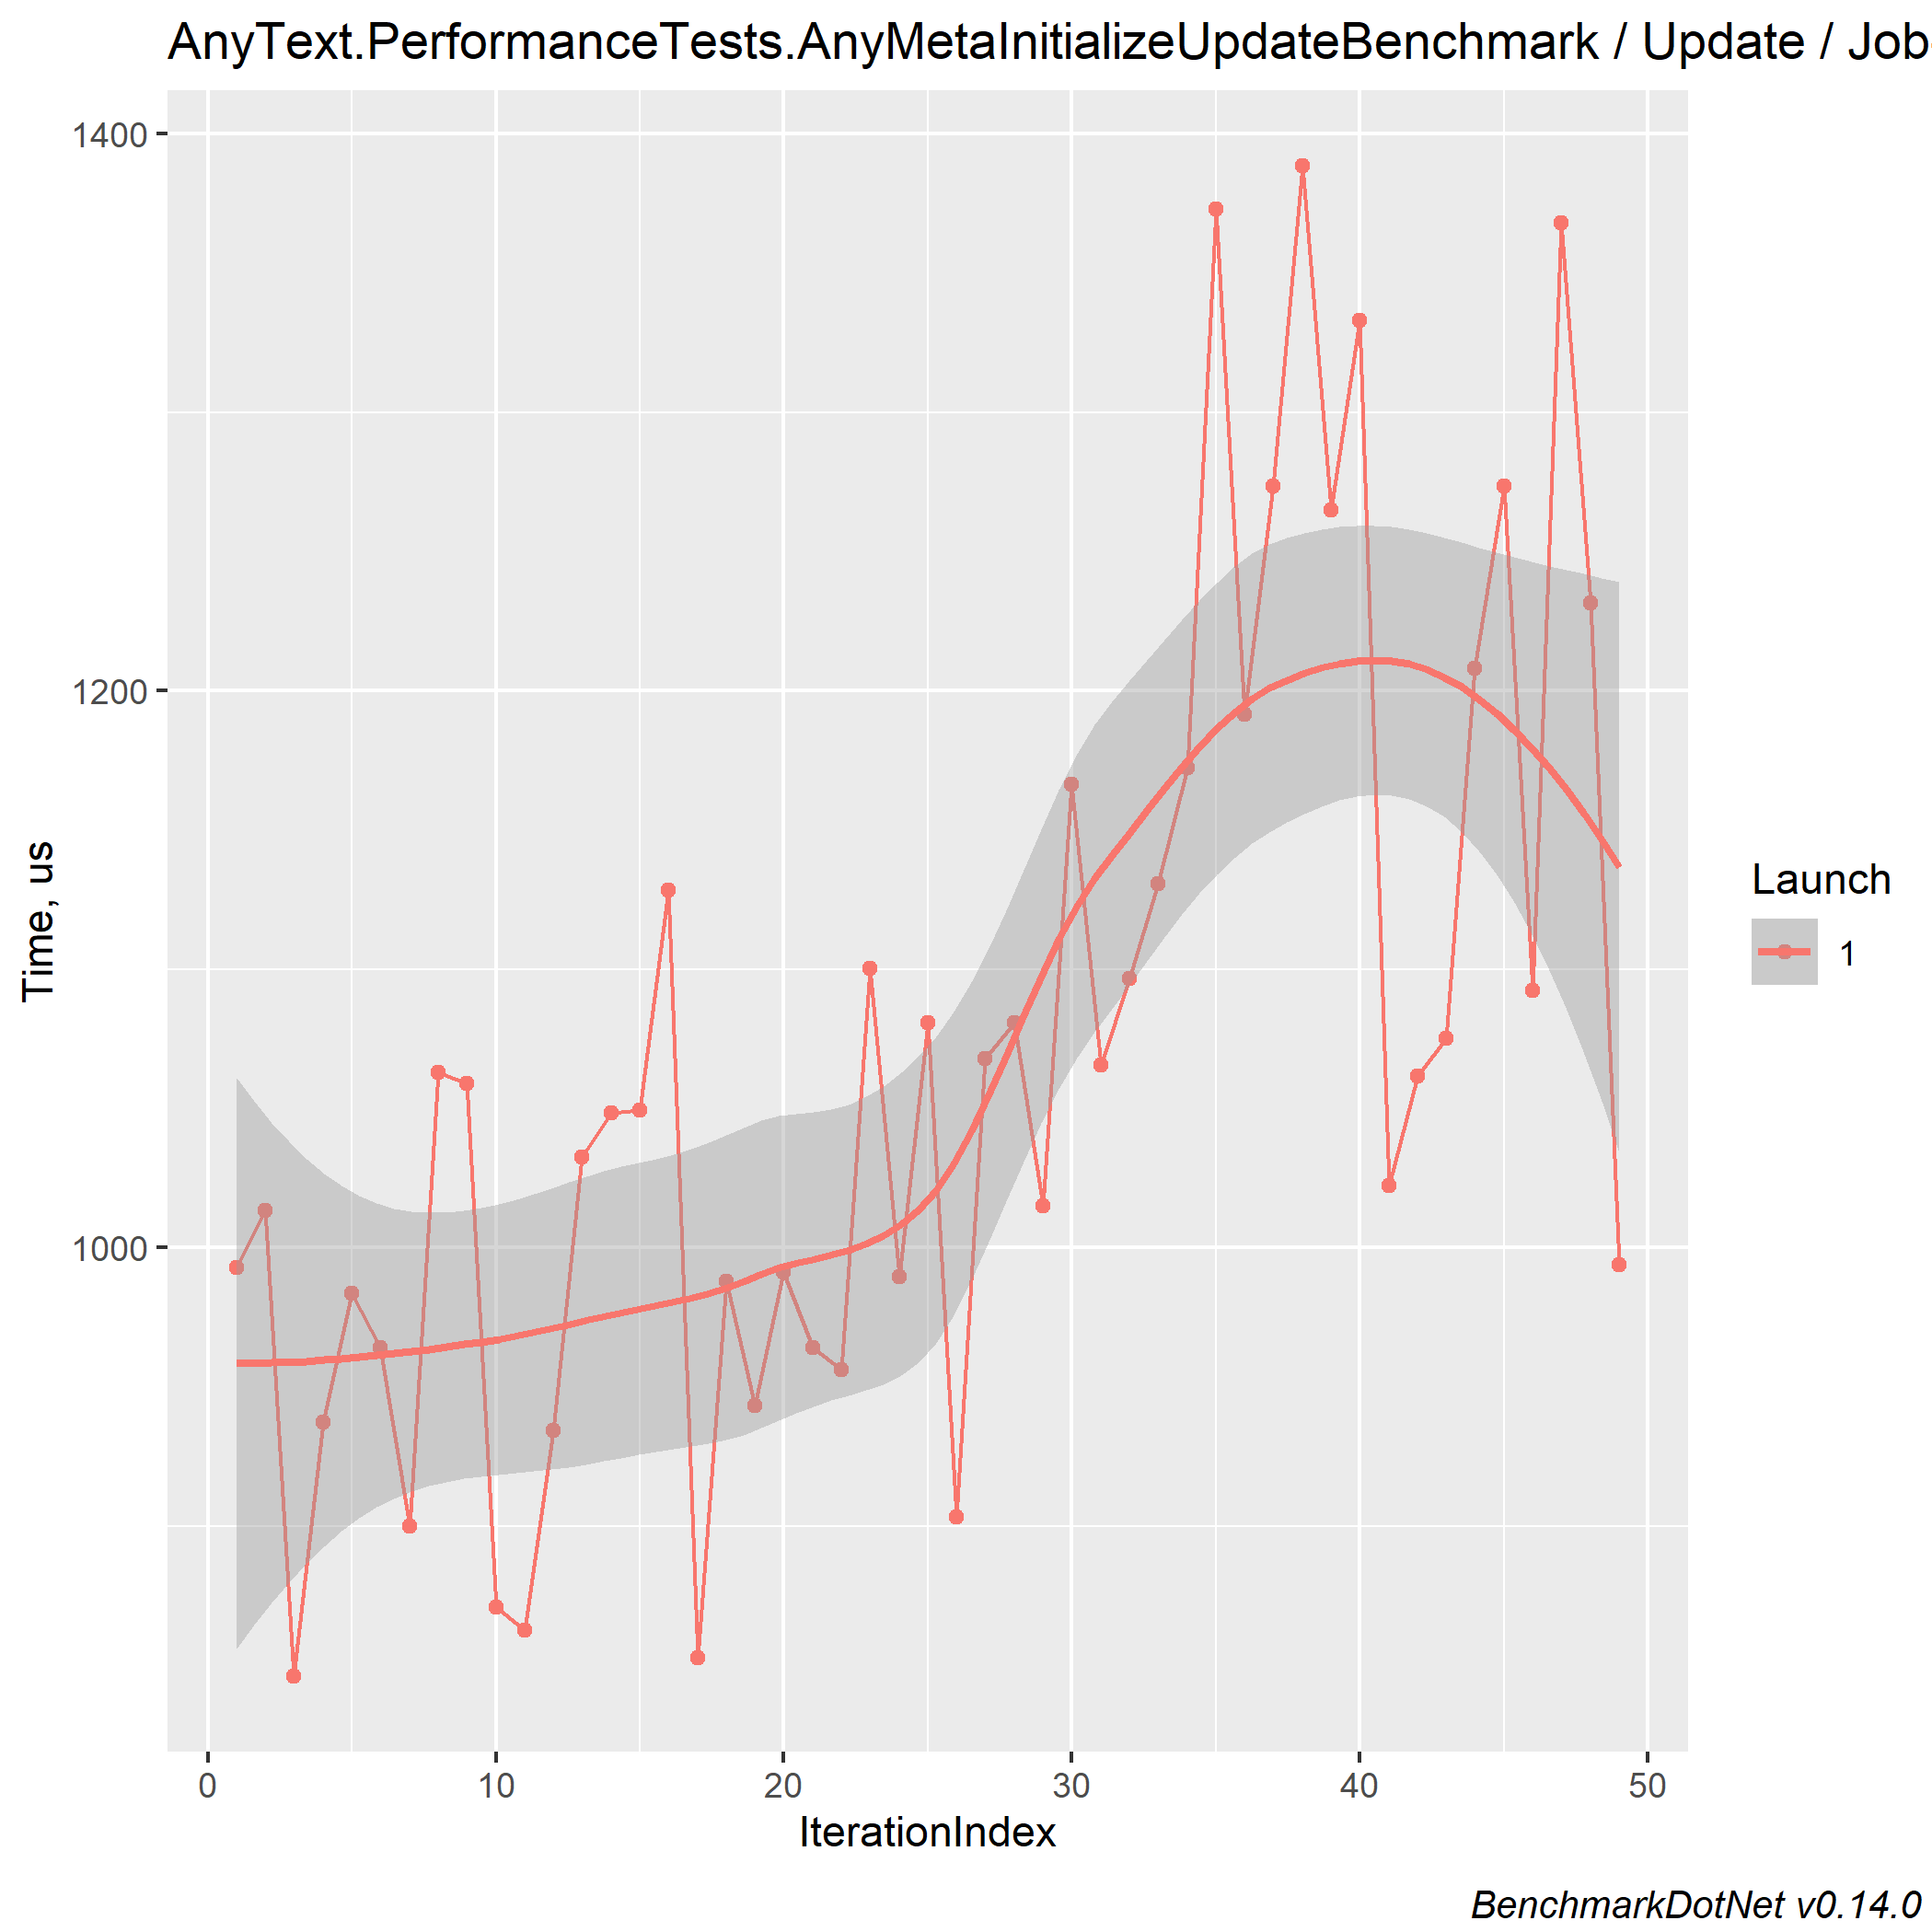 AnyText.PerformanceTests.AnyMetaInitializeUpdateBenchmark / Update / Job
1400
1200
1000
Time, us
0 10 20 30 40 50
IterationIndex
Launch
1
BenchmarkDotNet v0.14.0